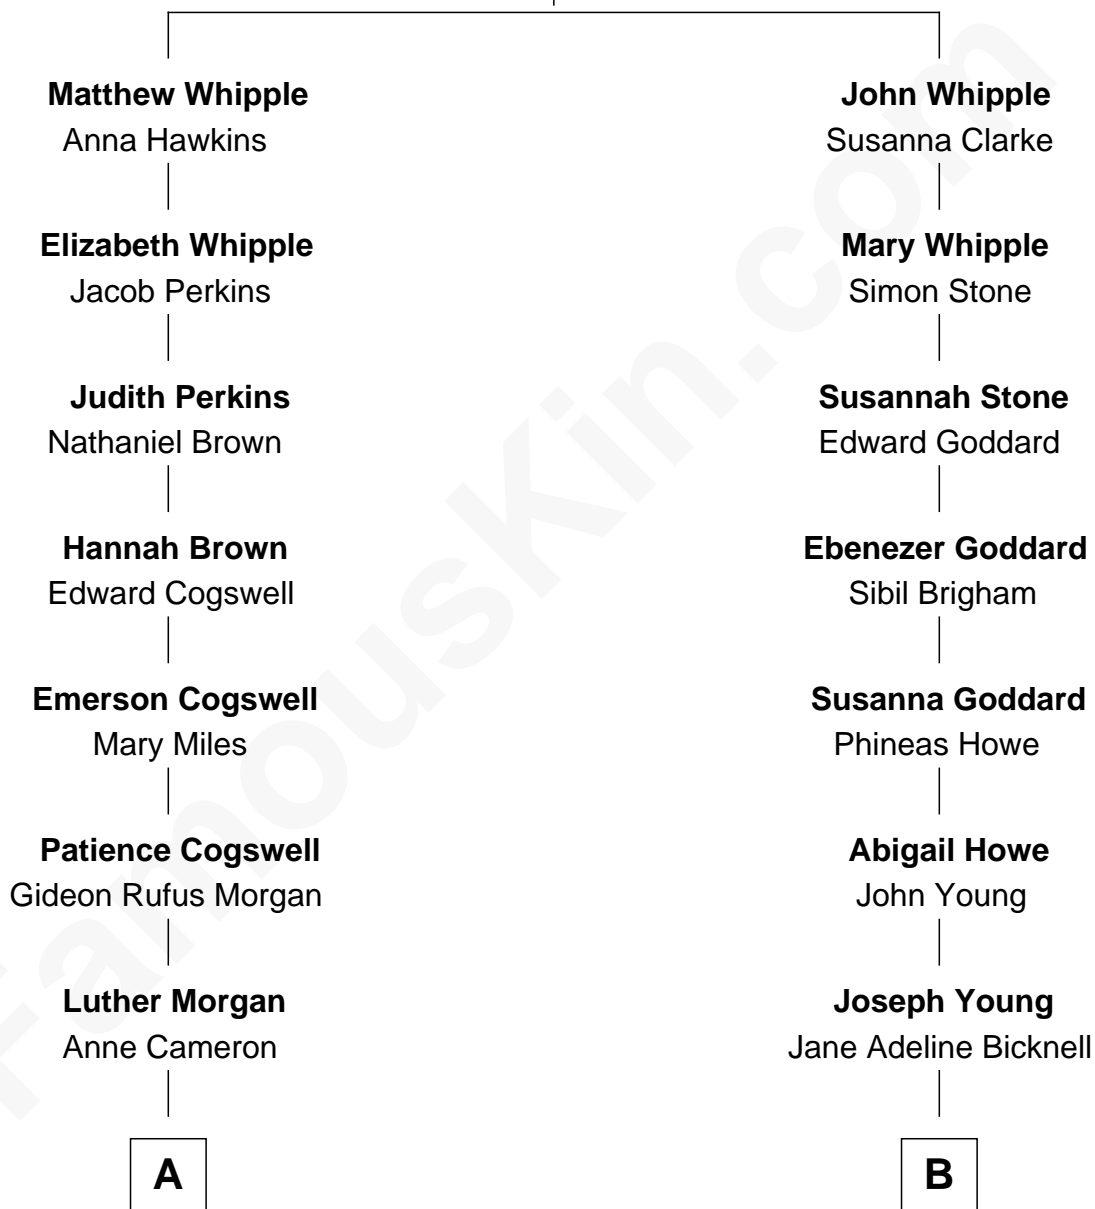 Matthew Whipple
Anna Hawkins
Elizabeth Whipple
Jacob Perkins
Judith Perkins
Nathaniel Brown
Hannah Brown
Edward Cogswell
Emerson Cogswell
Mary Miles
Patience Cogswell
Gideon Rufus Morgan
Luther Morgan
Anne Cameron
A
John Whipple
Susanna Clarke
Mary Whipple
Simon Stone
Susannah Stone
Edward Goddard
Ebenezer Goddard
Sibil Brigham
Susanna Goddard
Phineas Howe
Abigail Howe
John Young
Joseph Young
Jane Adeline Bicknell
B
FamousKin.com